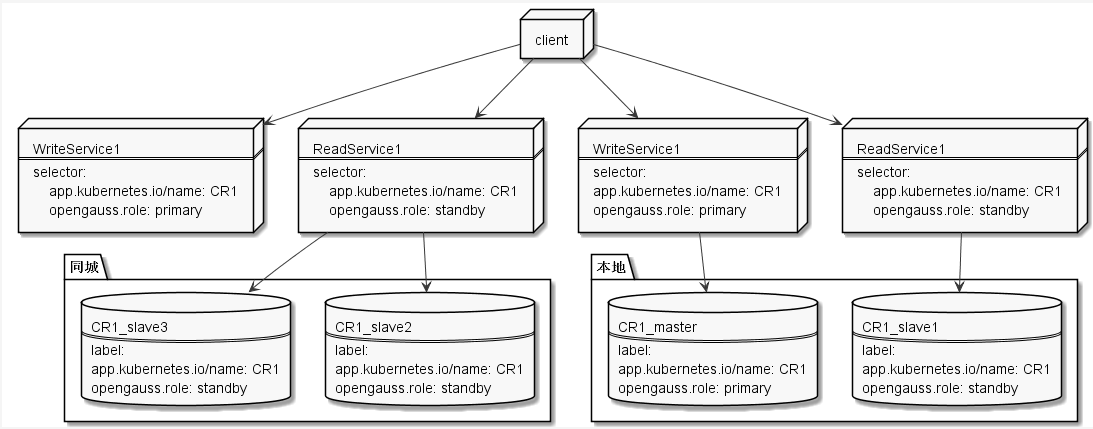 client
WriteService1
selector:
app.kubernetes.io/name: CR1
opengauss.role: primary
ReadService1
selector:
app.kubernetes.io/name: CR1
opengauss.role: standby
WriteService1
selector:
app.kubernetes.io/name: CR1
opengauss.role: primary
ReadService1
selector:
app.kubernetes.io/name: CR1
opengauss.role: standby
同城
CR1_slave3
label:
app.kubernetes.io/name: CR1
opengauss.role: standby
CR1_slave2
label:
app.kubernetes.io/name: CR1
opengauss.role: standby
本地
CR1_master
label:
app.kubernetes.io/name: CR1
opengauss.role: primary
CR1_slave1
label:
app.kubernetes.io/name: CR1
opengauss.role: standby